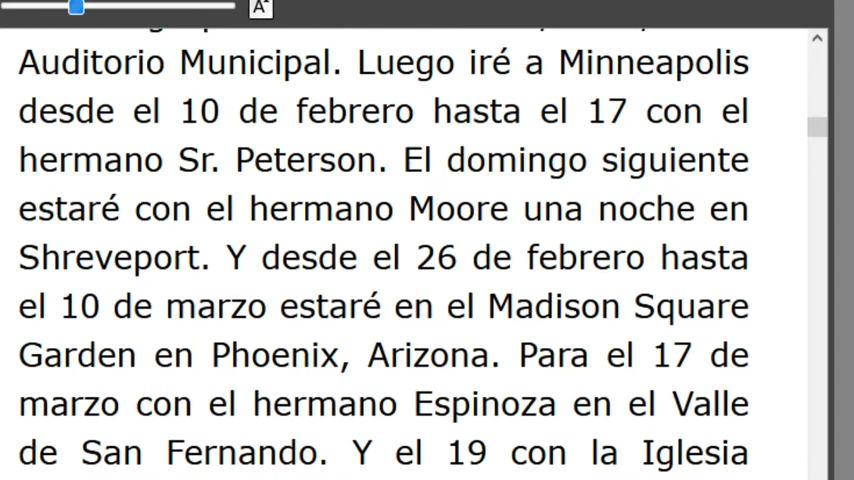 A
Auditorio Municipal. Luego iré a Minneapolis
desde el 10 de febrero hasta el 17 con el
hermano Sr. Peterson. El domingo siguiente
estaré con el hermano Moore una noche en
Shreveport. Y desde el 26 de febrero hasta
el 10 de marzo estaré en el Madison Square
Garden en Phoenix, Arizona. Para el 17 de
marzo con el hermano Espinoza en el Valle
de San Fernando. Y el 19 con la Iglesia